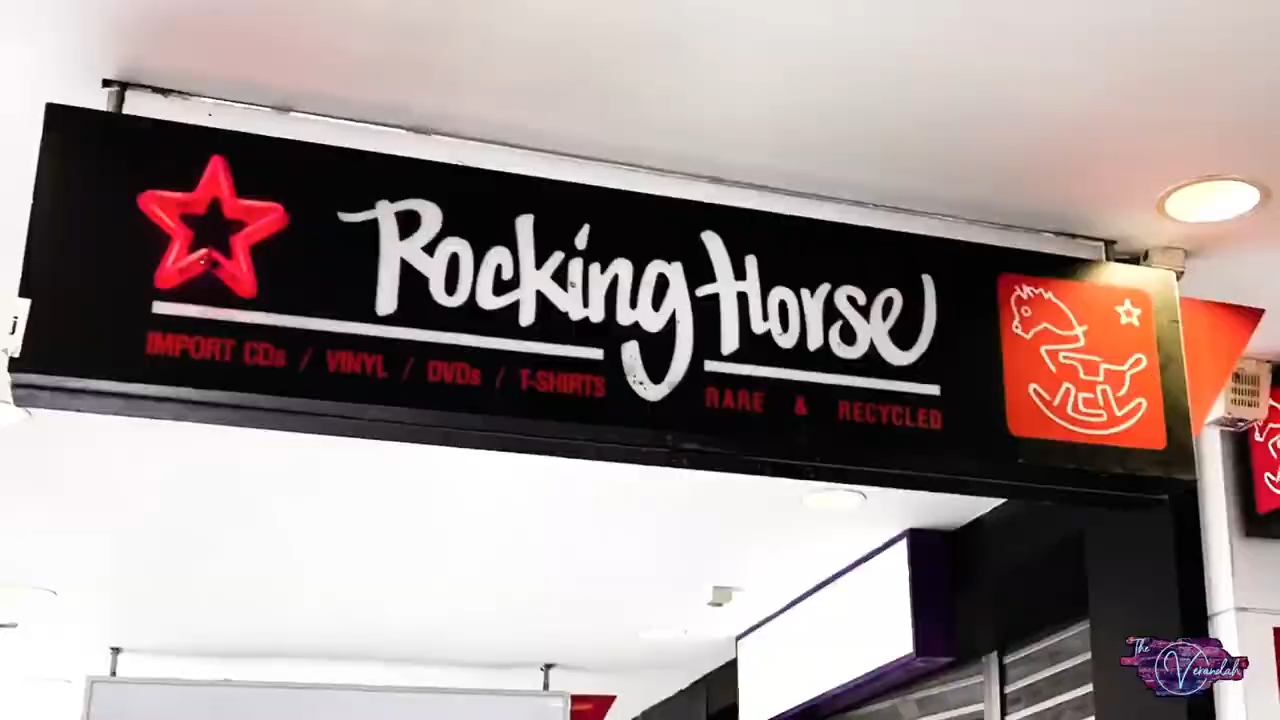 Rocking Horse
IMPORT CDs / VINYL / DVDs / T-SHIRTS RARE & RECYCLED
The Verandah